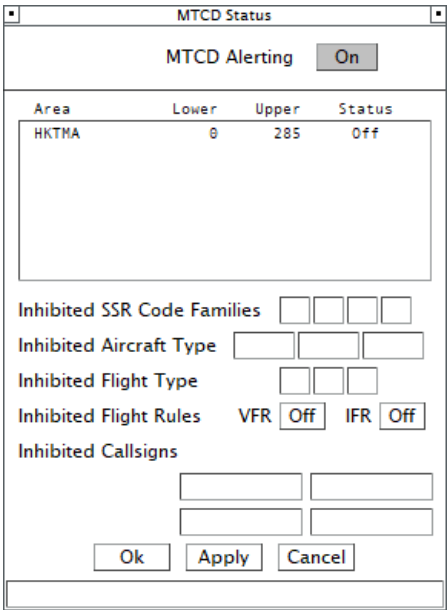 MTCD Status
MTCD Alerting On
Area Lower Upper Status
HKTMA 0 285 Off
Inhibited SSR Code Families
Inhibited Aircraft Type
Inhibited Flight Type
Inhibited Flight Rules VFR Off IFR Off
Inhibited Callsigns
Ok Apply Cancel